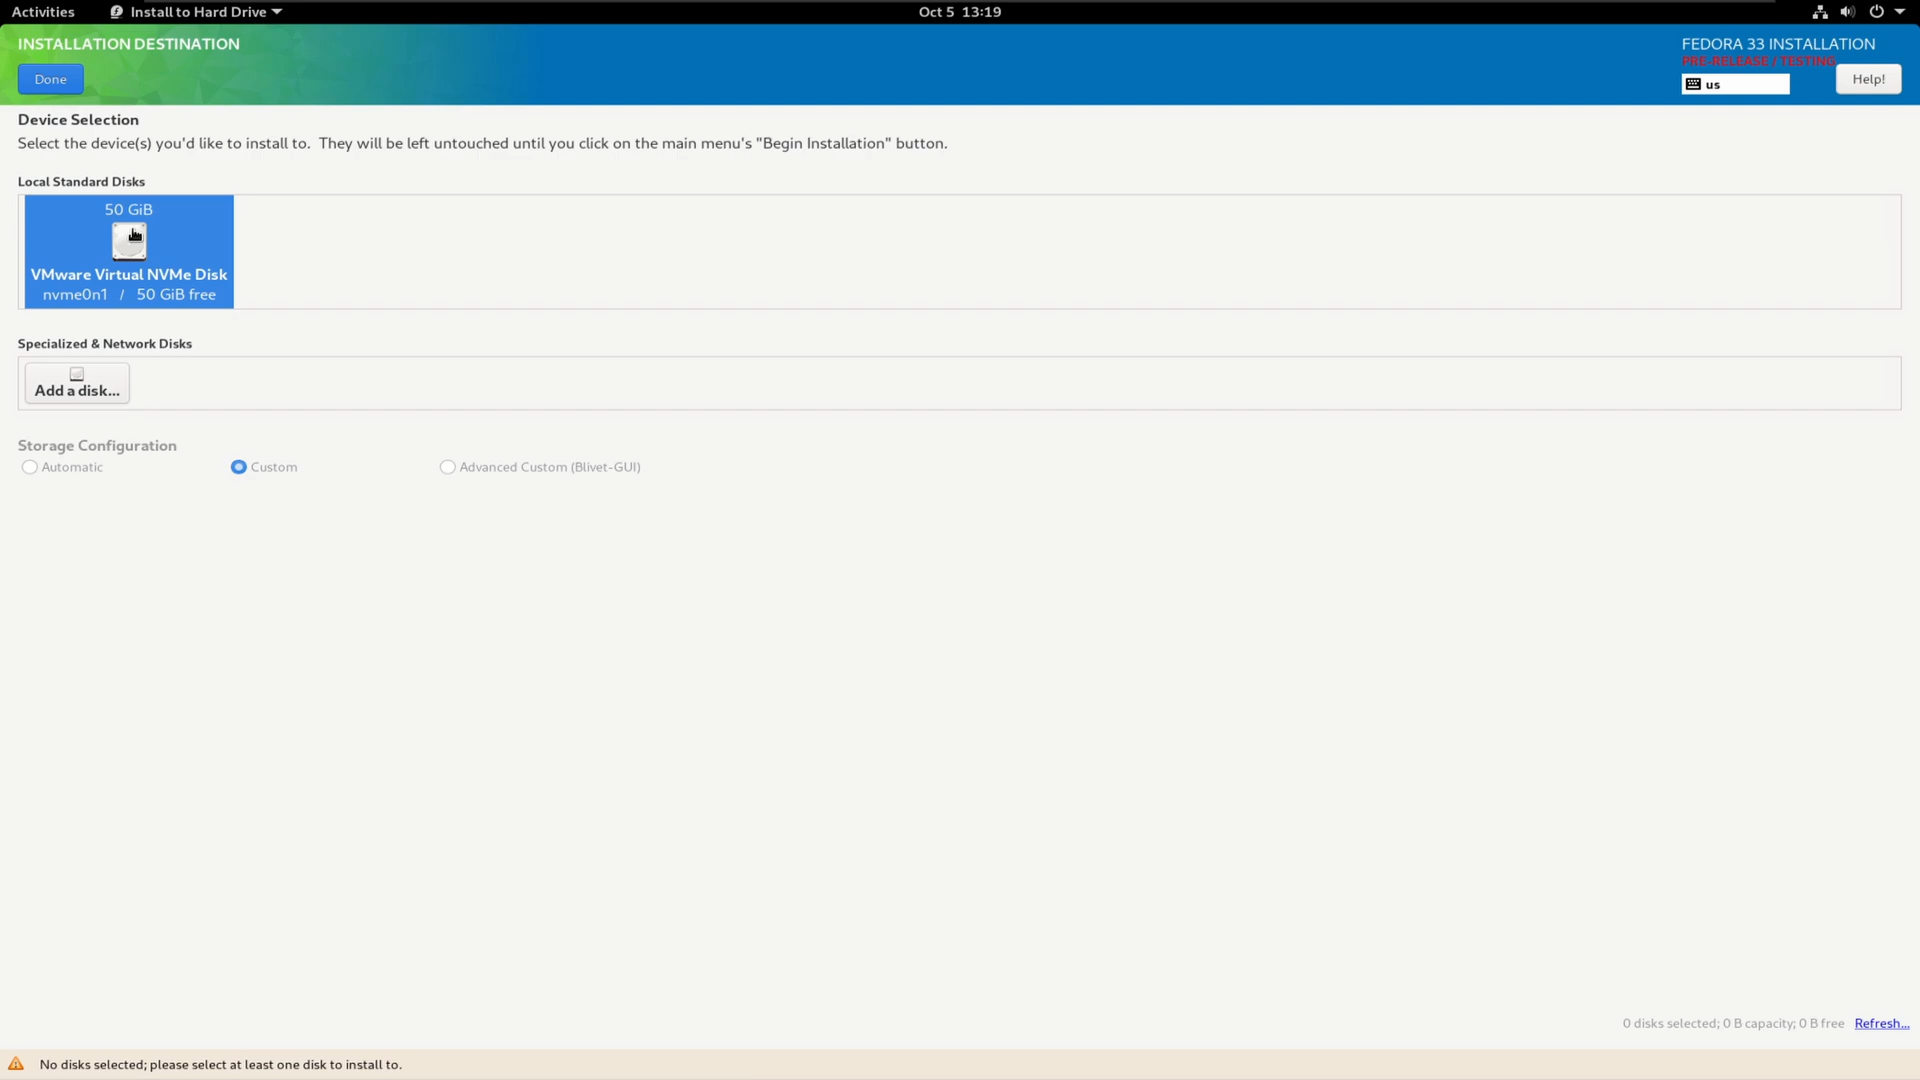 Activities
Install to Hard Drive
Oct 5 13:19
INSTALLATION DESTINATION
Done
FEDORA 33 INSTALLATION
PRE-RELEASE / TESTING
us
Help!
Device Selection
Select the device(s) you'd like to install to. They will be left untouched until you click on the main menu's "Begin Installation" button.
Local Standard Disks
50 GiB
VMware Virtual NVMe Disk
nvme0n1 / 50 GiB free
Specialized & Network Disks
Add a disk...
Storage Configuration
Automatic
Custom
Advanced Custom (Blivet-GUI)
0 disks selected; 0 B capacity; 0 B free Refresh...
No disks selected; please select at least one disk to install to.